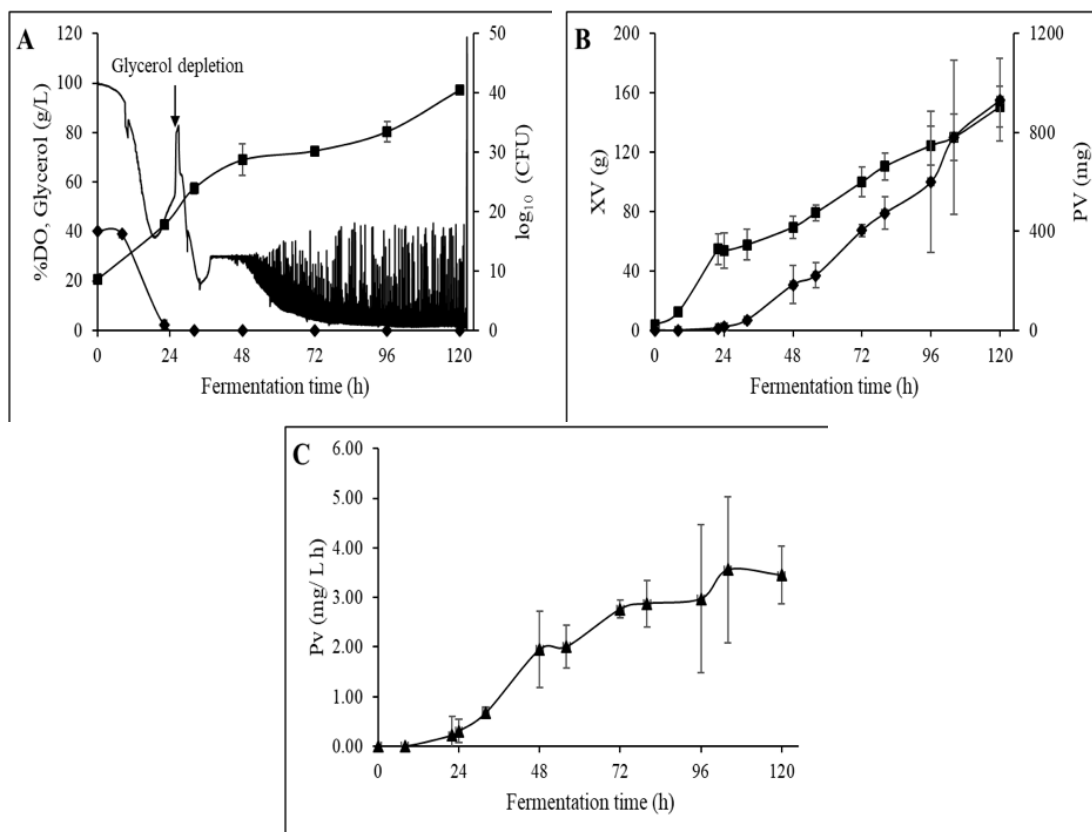 A
Glycerol depletion
%DO, Glycerol (g/L)
120
100
80
60
40
20
0
50
40
30
20
10
0
log₁₀ (CFU)
0 24 48 72 96 120
Fermentation time (h)
B
XV (g)
200
160
120
80
40
0
1200
800
400
0
PV (mg)
0 24 48 72 96 120
Fermentation time (h)
C
Pv (mg/ L h)
6.00
5.00
4.00
3.00
2.00
1.00
0.00
0 24 48 72 96 120
Fermentation time (h)